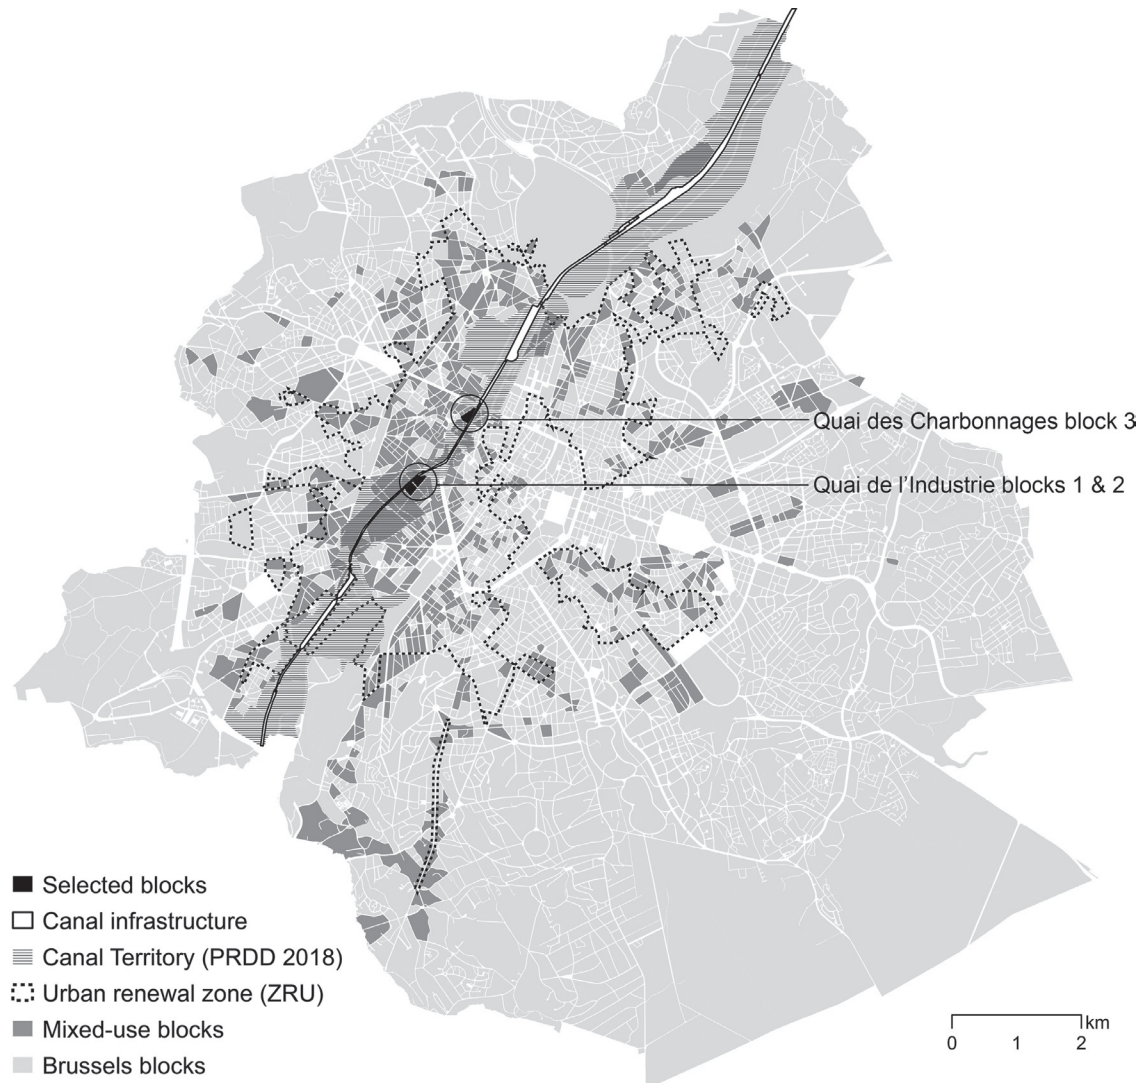 Quai des Charbonnages block 3
Quai de l’Industrie blocks 1 & 2
Selected blocks
Canal infrastructure
Canal Territory (PRDD 2018)
Urban renewal zone (ZRU)
Mixed-use blocks
Brussels blocks
km
0 1 2